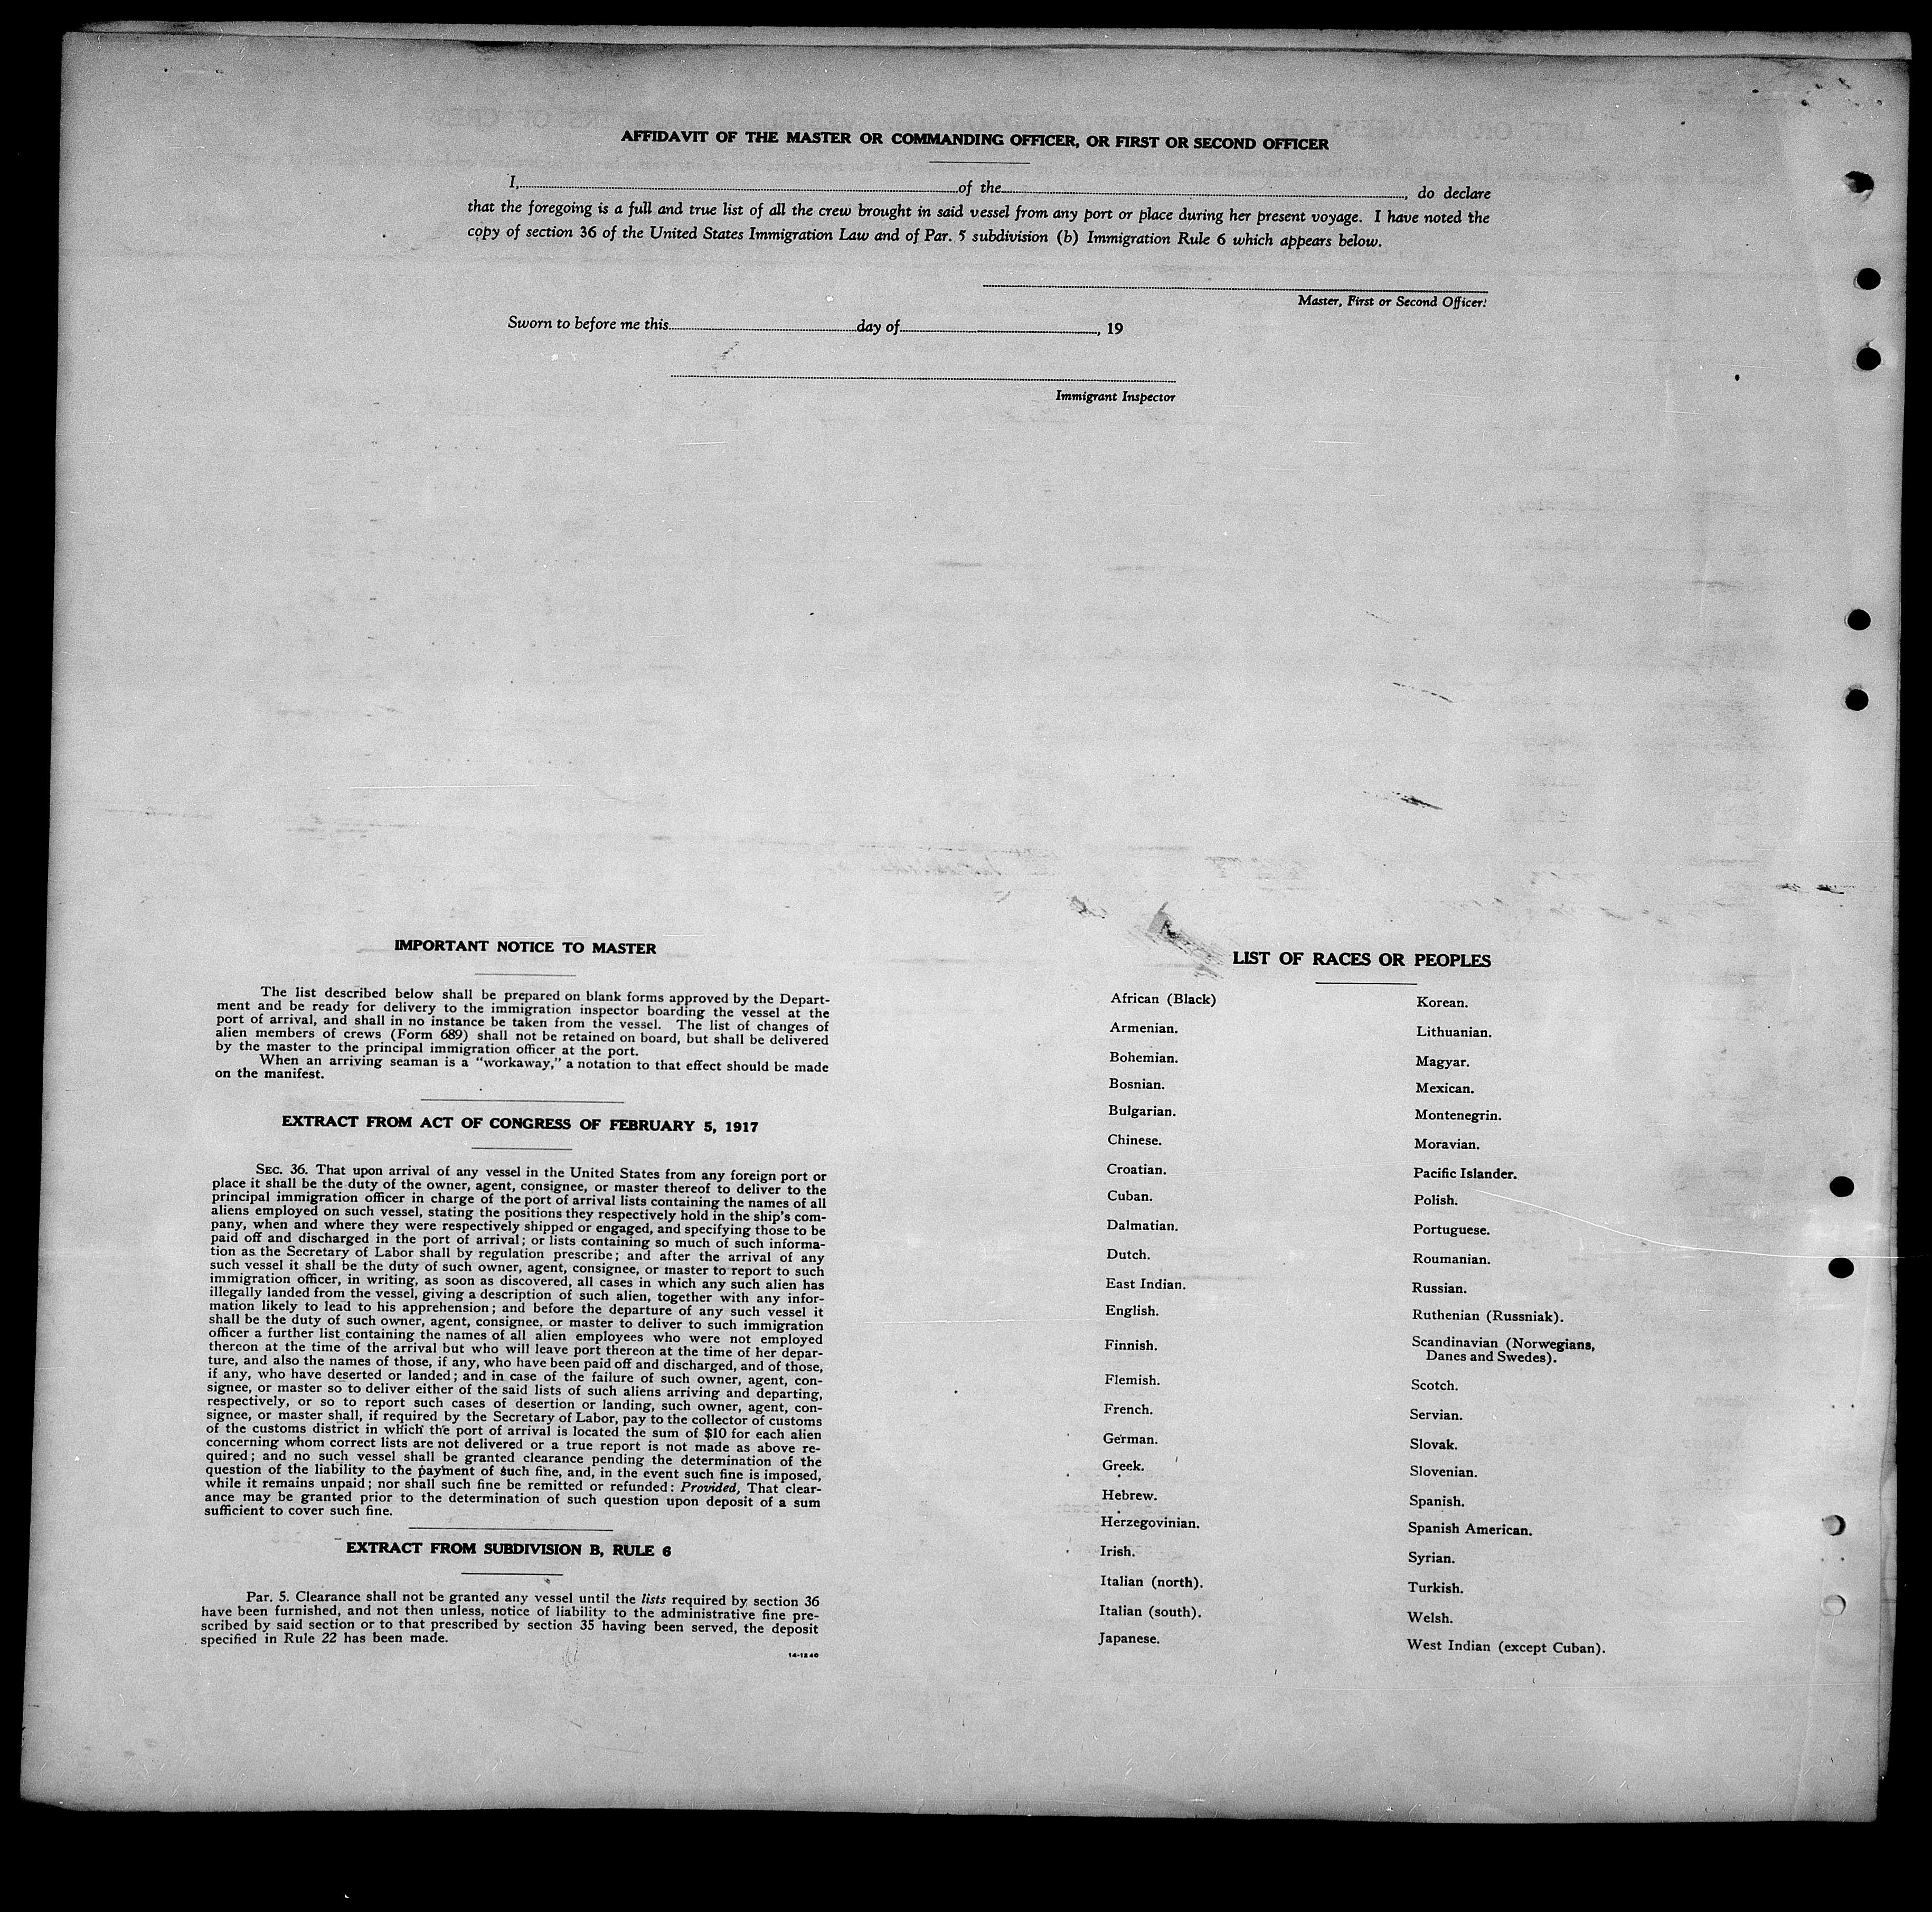 AFFIDAVIT OF THE MASTER OR COMMANDING OFFICER, OR FIRST OR SECOND OFFICER
I, of the , do declare
that the foregoing is a full and true list of all the crew brought in said vessel from any port or place during her present voyage. I have noted the
copy of section 36 of the United States Immigration Law and of Par. 5 subdivision (b) Immigration Rule 6 which appears below.
Master, First or Second Officer.
Sworn to before me this day of , 19
Immigrant Inspector
IMPORTANT NOTICE TO MASTER
The list described below shall be prepared on blank forms approved by the Depart-
ment and be ready for delivery to the immigration inspector boarding the vessel at the
port of arrival, and shall in no instance be taken from the vessel. The list of changes of
alien members of crews (Form 689) shall not be retained on board, but shall be delivered
by the master to the principal immigration officer at the port.
When an arriving seaman is a "workaway," a notation to that effect should be made
on the manifest.
EXTRACT FROM ACT OF CONGRESS OF FEBRUARY 5, 1917
SEC. 36. That upon arrival of any vessel in the United States from any foreign port or
place it shall be the duty of the owner, agent, consignee, or master thereof to deliver to the
principal immigration officer in charge of the port of arrival lists containing the names of all
aliens employed on such vessel, stating the positions they respectively hold in the ship's com-
pany, when and where they were respectively shipped or engaged, and specifying those to be
paid off and discharged in the port of arrival; or lists containing so much of such informa-
tion as the Secretary of Labor shall by regulation prescribe; and after the arrival of any
such vessel it shall be the duty of such owner, agent, consignee, or master to report to such
immigration officer, in writing, as soon as discovered, all cases in which any such alien has
illegally landed from the vessel, giving a description of such alien, together with any infor-
mation likely to lead to his apprehension; and before the departure of any such vessel it
shall be the duty of such owner, agent, consignee, or master to deliver to such immigration
officer a further list containing the names of all alien employees who were not employed
thereon at the time of the arrival but who will leave port thereon at the time of her depar-
ture, and also the names of those, if any, who have been paid off and discharged, and of those,
if any, who have deserted or landed; and in case of the failure of such owner, agent, con-
signee, or master so to deliver either of the said lists of such aliens arriving and departing,
respectively, or so to report such cases of desertion or landing, such owner, agent, con-
signee, or master shall, if required by the Secretary of Labor, pay to the collector of customs
of the customs district in which the port of arrival is located the sum of $10 for each alien
concerning whom correct lists are not delivered or a true report is not made as above re-
quired; and no such vessel shall be granted clearance pending the determination of the
question of the liability to the payment of such fine, and, in the event such fine is imposed,
while it remains unpaid; nor shall such fine be remitted or refunded: Provided, That clear-
ance may be granted prior to the determination of such question upon deposit of a sum
sufficient to cover such fine.
EXTRACT FROM SUBDIVISION B, RULE 6
Par. 5. Clearance shall not be granted any vessel until the lists required by section 36
have been furnished, and not then unless, notice of liability to the administrative fine pre-
scribed by said section or to that prescribed by section 35 having been served, the deposit
specified in Rule 22 has been made.
14-1240
LIST OF RACES OR PEOPLES
African (Black)
Armenian.
Bohemian.
Bosnian.
Bulgarian.
Chinese.
Croatian.
Cuban.
Dalmatian.
Dutch.
East Indian.
English.
Finnish.
Flemish.
French.
German.
Greek.
Hebrew.
Herzegovinian.
Irish.
Italian (north).
Italian (south).
Japanese.
Korean.
Lithuanian.
Magyar.
Mexican.
Montenegrin.
Moravian.
Pacific Islander.
Polish.
Portuguese.
Roumanian.
Russian.
Ruthenian (Russniak).
Scandinavian (Norwegians,
Danes and Swedes).
Scotch.
Servian.
Slovak.
Slovenian.
Spanish.
Spanish American.
Syrian.
Turkish.
Welsh.
West Indian (except Cuban).